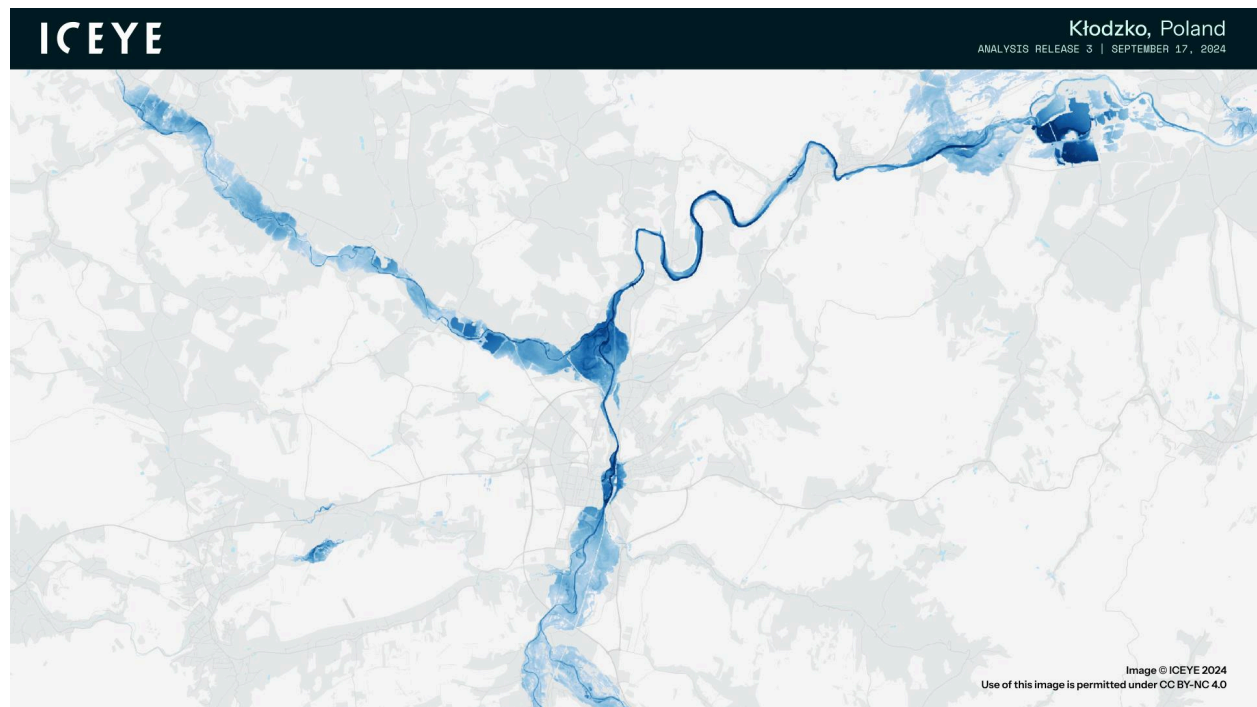 ICEYE
Kłodzko, Poland
ANALYSIS RELEASE 3 | SEPTEMBER 17, 2024
Image © ICEYE 2024
Use of this image is permitted under CC BY-NC 4.0